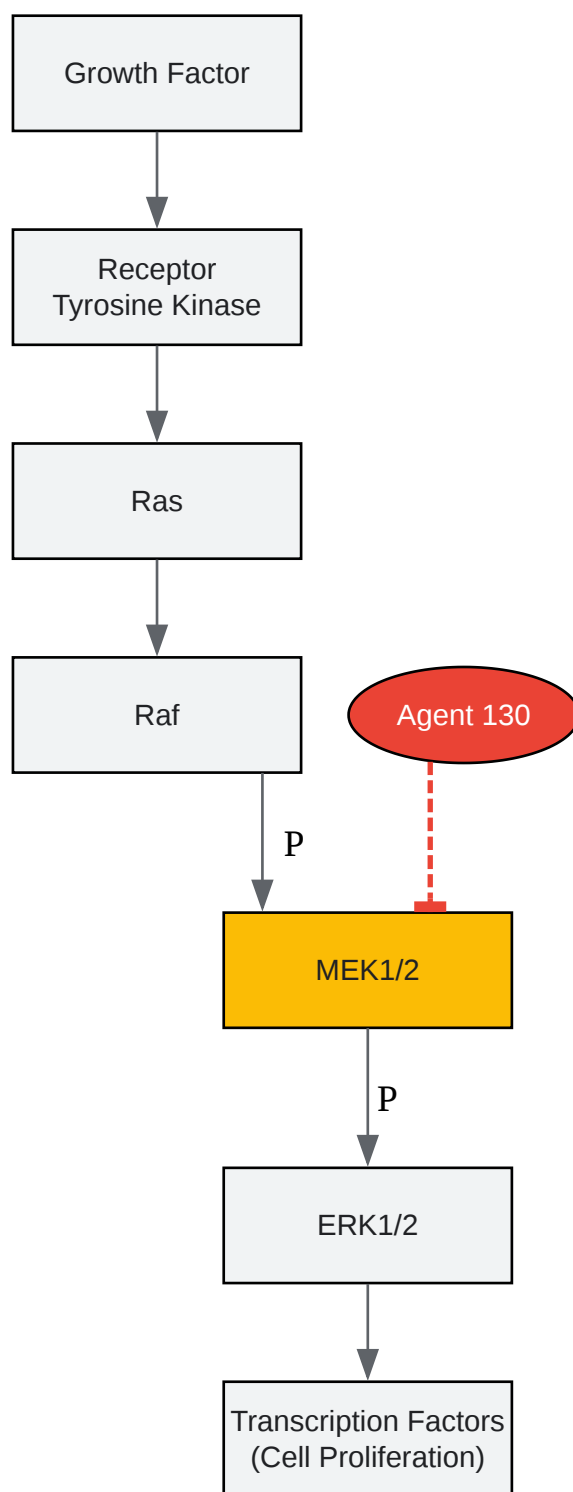 Growth Factor
Receptor
Tyrosine Kinase
Ras
Raf
Agent 130
P
MEK1/2
P
ERK1/2
Transcription Factors
(Cell Proliferation)